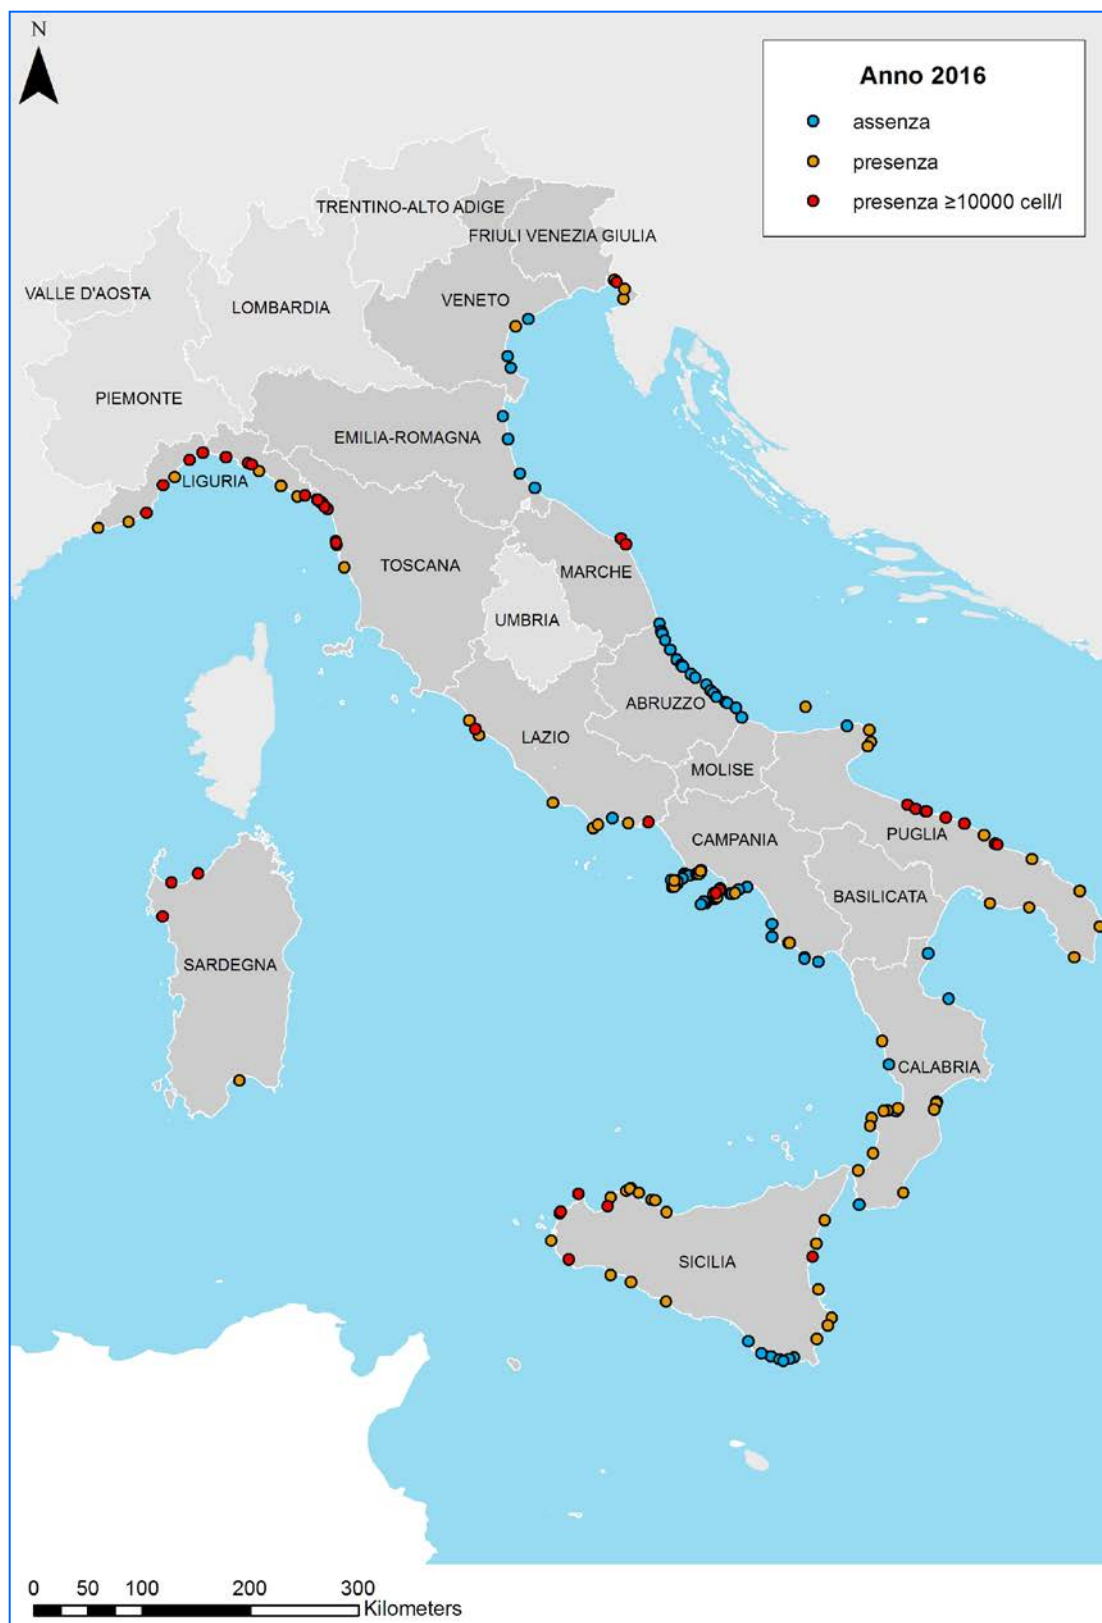 N
Anno 2016
assenza
presenza
presenza ≥10000 cell/l
TRENTINO-ALTO ADIGE
FRIULI VENEZIA GIULIA
VALLE D'AOSTA
LOMBARDIA
VENETO
PIEMONTE
EMILIA-ROMAGNA
LIGURIA
TOSCANA
MARCHE
UMBRIA
ABRUZZO
LAZIO
MOLISE
CAMPANIA
PUGLIA
BASILICATA
SARDEGNA
CALABRIA
SICILIA
0 50 100 200 300
Kilometers